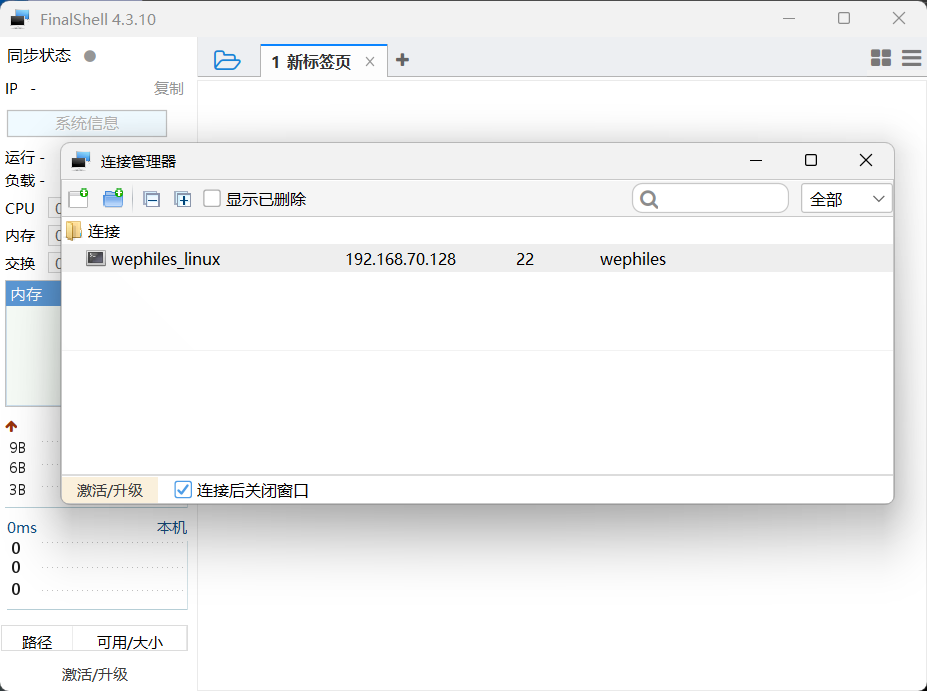 FinalShell 4.3.10
同步状态
1 新标签页
IP -
复制
系统信息
运行 -
负载 -
CPU 0
内存 0
交换 0
内存
连接管理器
显示已删除
全部
连接
wephiles_linux 192.168.70.128 22 wephiles
激活/升级
连接后关闭窗口
9B
6B
3B
0ms 本机
0
0
0
路径 可用/大小
激活/升级